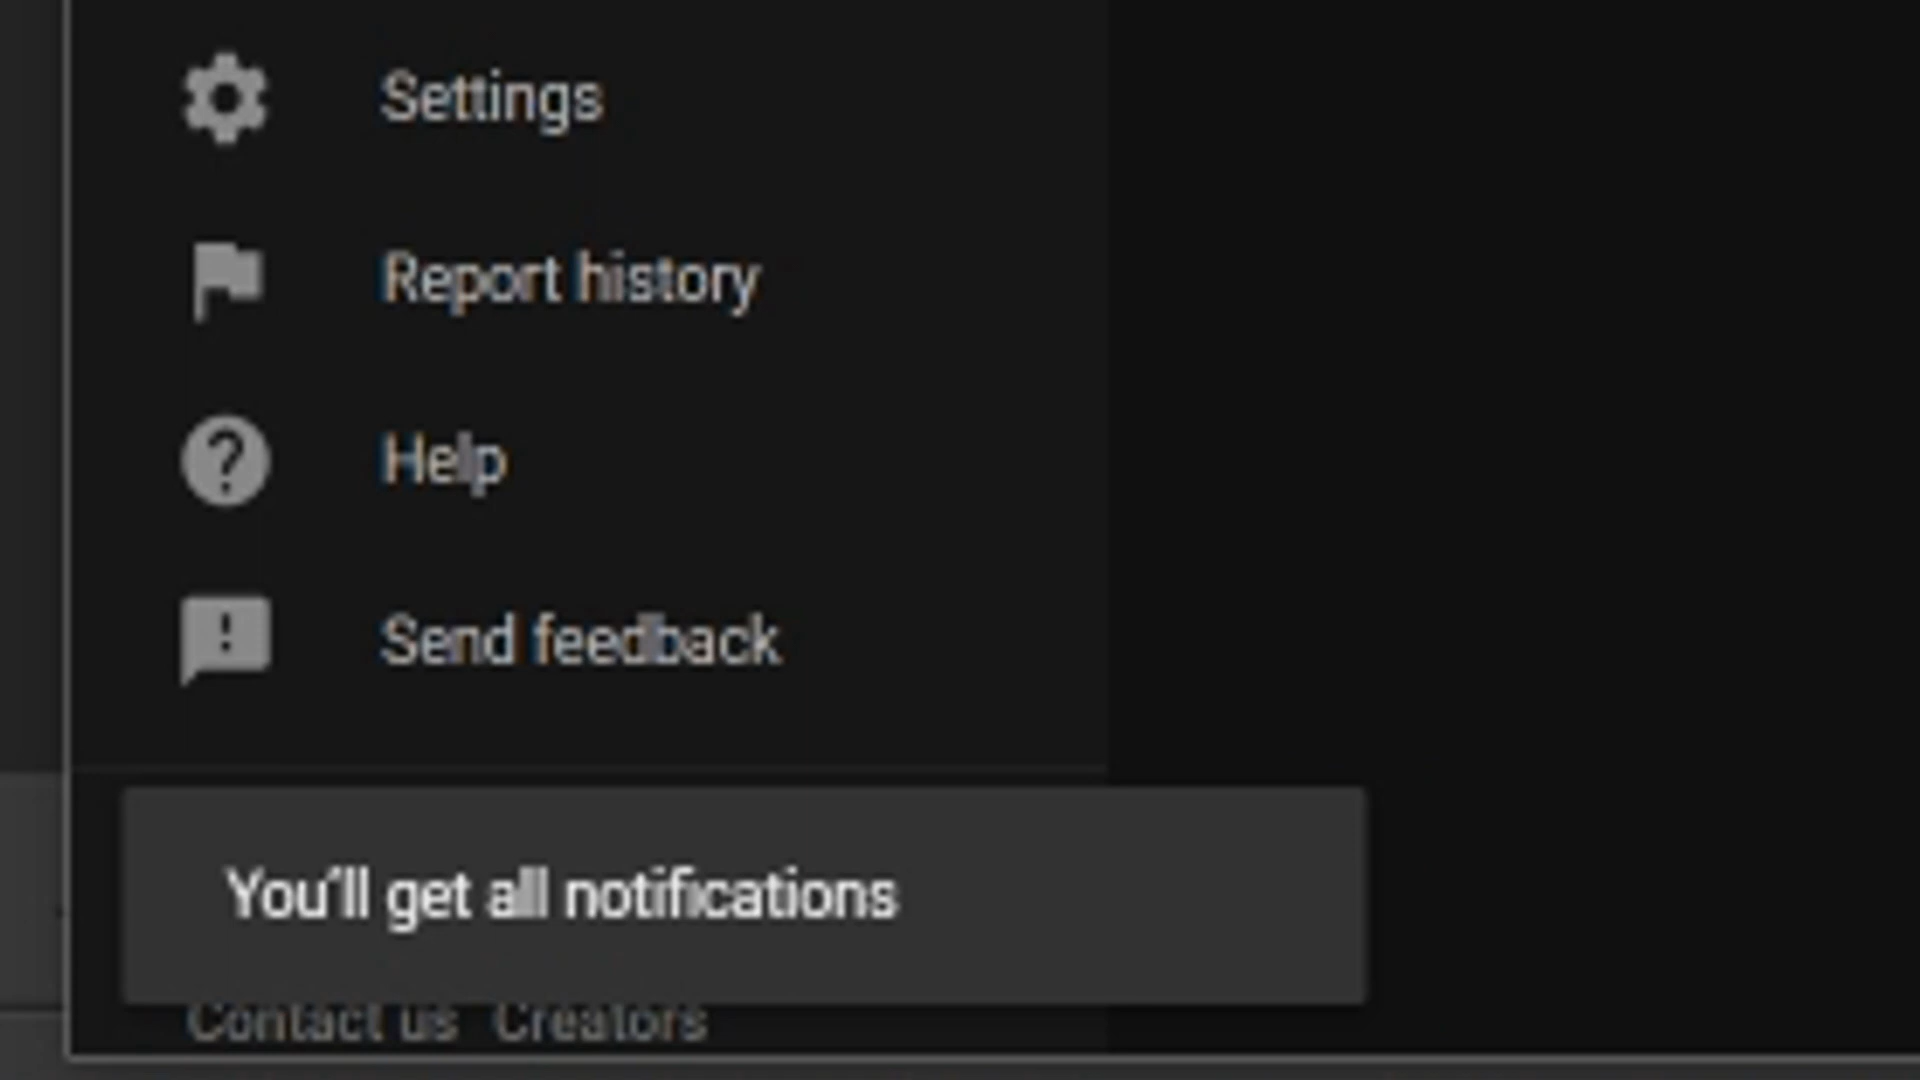 Settings
Report history
Help
Send feedback
You'll get all notifications
Contact us Creators